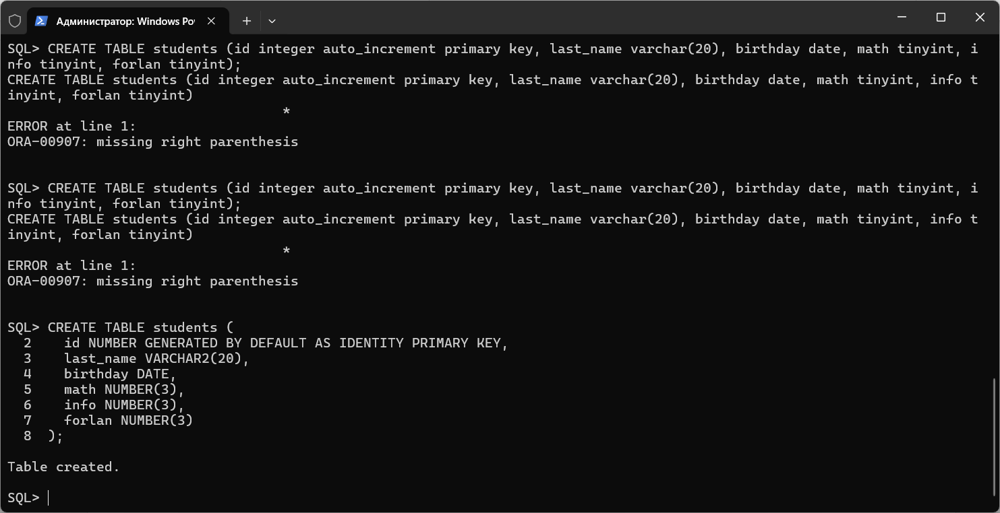 Администратор: Windows Po
SQL> CREATE TABLE students (id integer auto_increment primary key, last_name varchar(20), birthday date, math tinyint, i
nfo tinyint, forlan tinyint);
CREATE TABLE students (id integer auto_increment primary key, last_name varchar(20), birthday date, math tinyint, info t
inyint, forlan tinyint)
                                  *
ERROR at line 1:
ORA-00907: missing right parenthesis
SQL> CREATE TABLE students (id integer auto_increment primary key, last_name varchar(20), birthday date, math tinyint, i
nfo tinyint, forlan tinyint);
CREATE TABLE students (id integer auto_increment primary key, last_name varchar(20), birthday date, math tinyint, info t
inyint, forlan tinyint)
                                  *
ERROR at line 1:
ORA-00907: missing right parenthesis
SQL> CREATE TABLE students (
  2    id NUMBER GENERATED BY DEFAULT AS IDENTITY PRIMARY KEY,
  3    last_name VARCHAR2(20),
  4    birthday DATE,
  5    math NUMBER(3),
  6    info NUMBER(3),
  7    forlan NUMBER(3)
  8  );
Table created.
SQL>